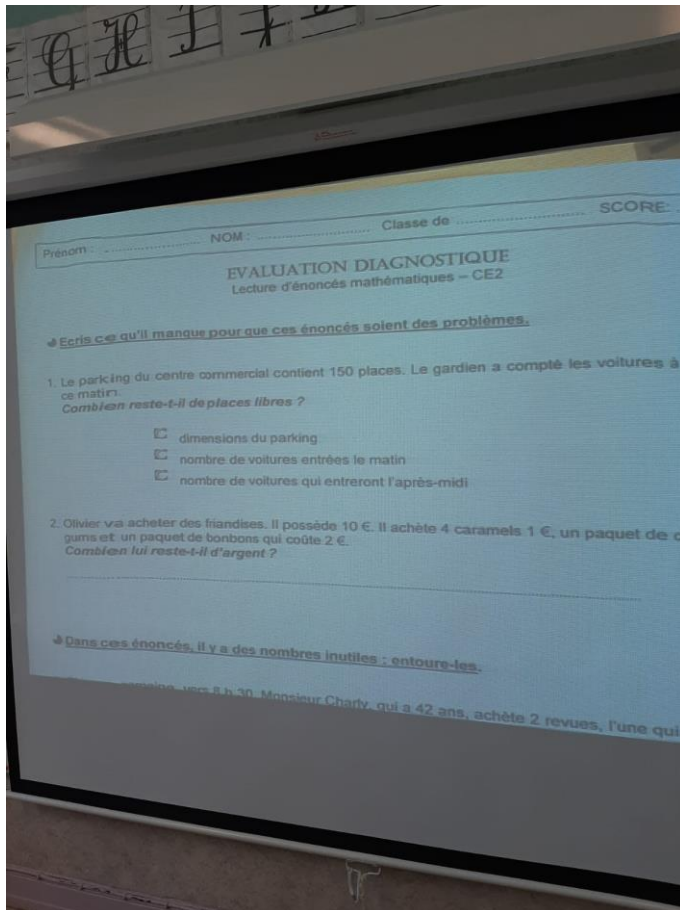 G H I J
Prénom : ........................ NOM : ........................ Classe de ........................ SCORE:
EVALUATION DIAGNOSTIQUE
Lecture d'énoncés mathématiques – CE2
Ecris ce qu'il manque pour que ces énoncés soient des problèmes.
1. Le parking du centre commercial contient 150 places. Le gardien a compté les voitures à
ce matin.
Combien reste-t-il de places libres ?
dimensions du parking
nombre de voitures entrées le matin
nombre de voitures qui entreront l'après-midi
2. Olivier va acheter des friandises. Il possède 10 €. Il achète 4 caramels 1 €, un paquet de
gums et un paquet de bonbons qui coûte 2 €.
Combien lui reste-t-il d'argent ?
Dans ces énoncés, il y a des nombres inutiles : entoure-les.
semaine, vers 8 h 30, Monsieur Charly, qui a 42 ans, achète 2 revues, l'une qui